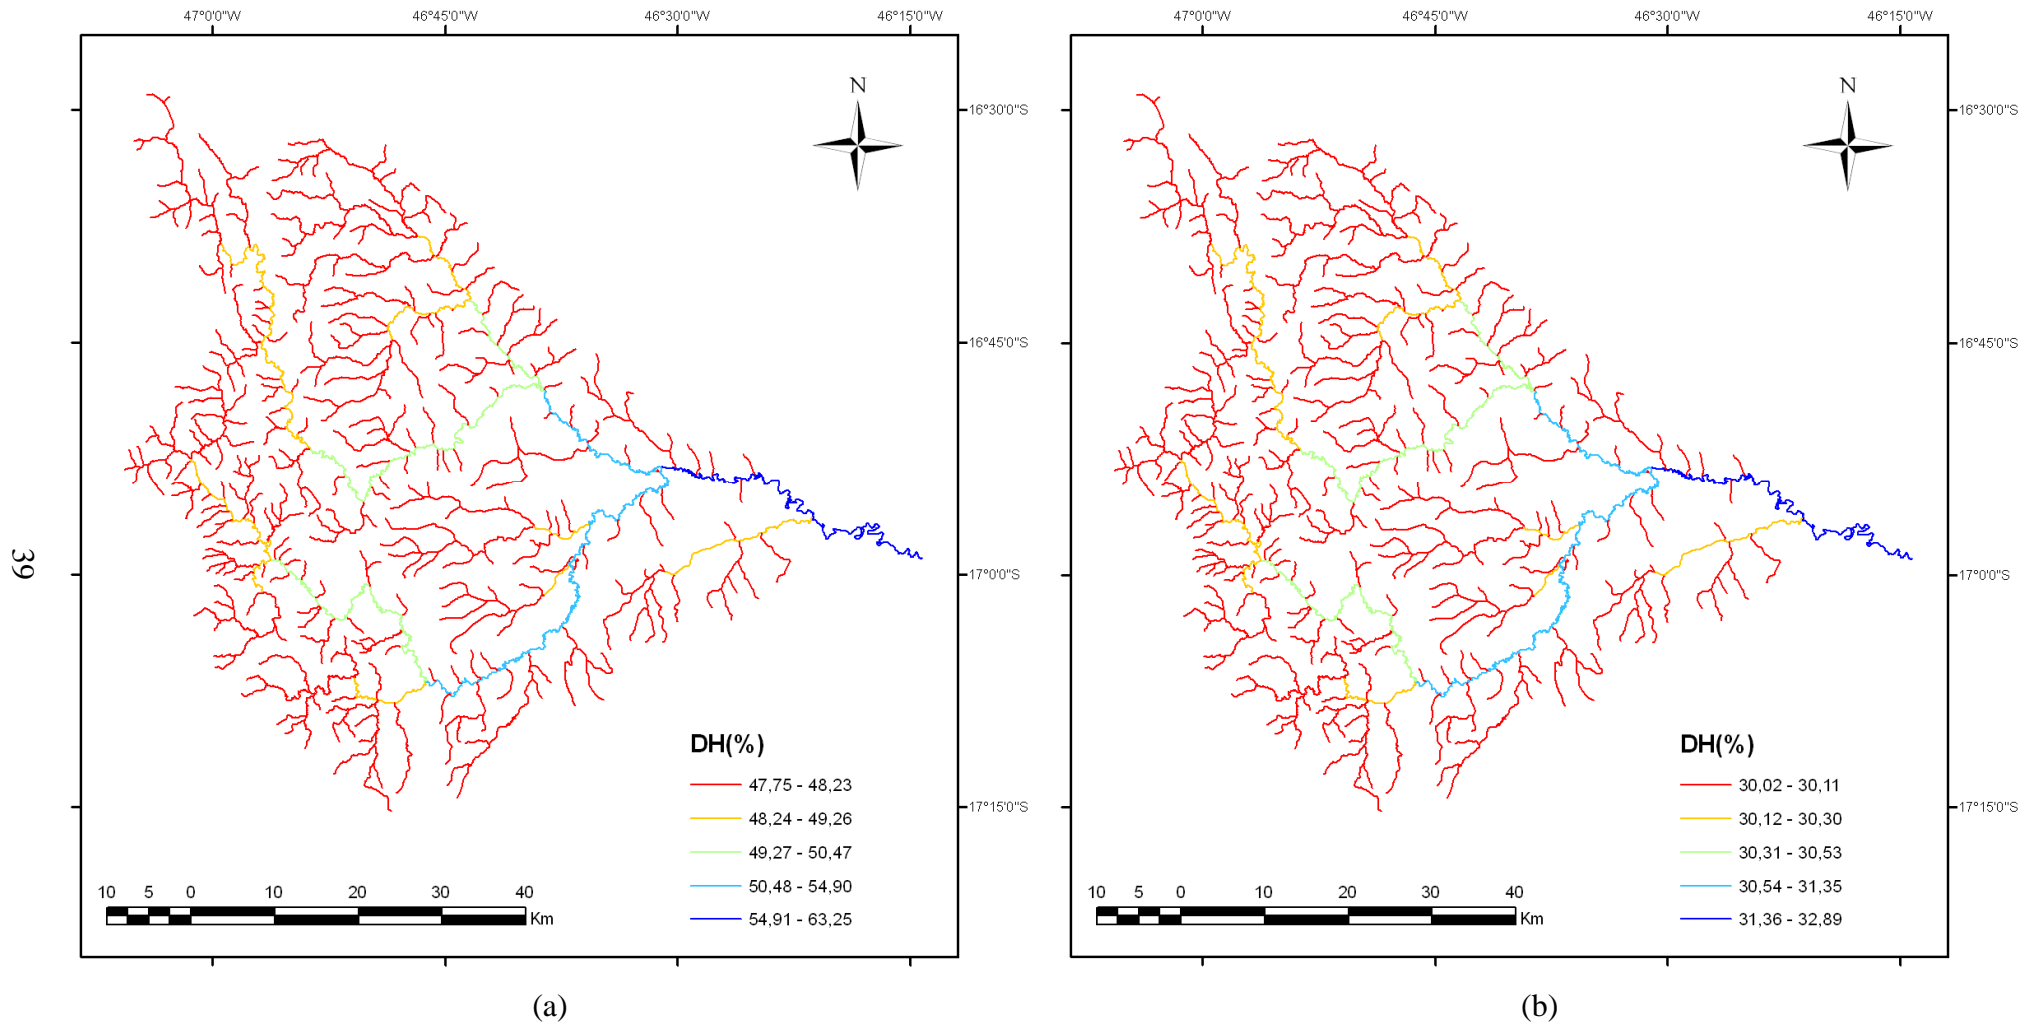 47°0'0"W 46°45'0"W 46°30'0"W 46°15'0"W
N
16°30'0"S
16°45'0"S
17°0'0"S
17°15'0"S
DH(%)
47,75 - 48,23
48,24 - 49,26
49,27 - 50,47
50,48 - 54,90
54,91 - 63,25
10 5 0 10 20 30 40
Km
(a)
47°0'0"W 46°45'0"W 46°30'0"W 46°15'0"W
N
16°30'0"S
16°45'0"S
17°0'0"S
17°15'0"S
DH(%)
30,02 - 30,11
30,12 - 30,30
30,31 - 30,53
30,54 - 31,35
31,36 - 32,89
10 5 0 10 20 30 40
Km
(b)
39